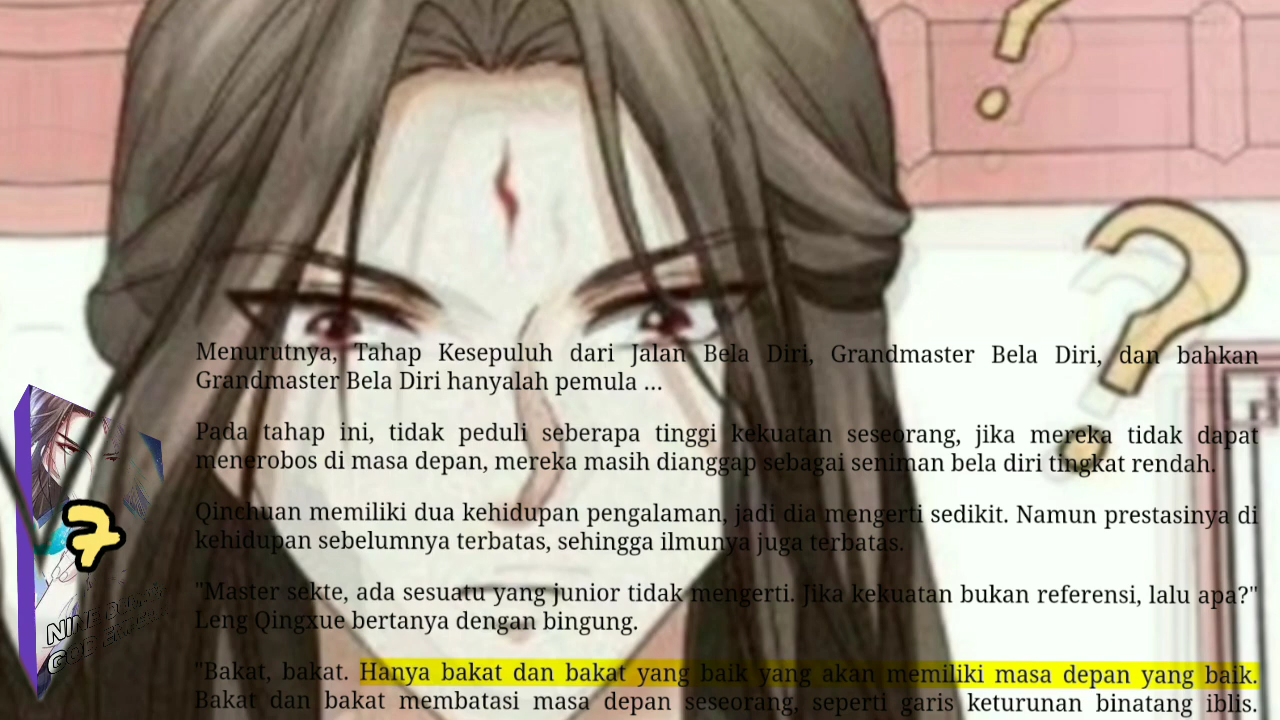 ?
?
Menurutnya, Tahap Kesepuluh dari Jalan Bela Diri, Grandmaster Bela Diri, dan bahkan
Grandmaster Bela Diri hanyalah pemula ...
Pada tahap ini, tidak peduli seberapa tinggi kekuatan seseorang, jika mereka tidak dapat
menerobos di masa depan, mereka masih dianggap sebagai seniman bela diri tingkat rendah.
Qinchuan memiliki dua kehidupan pengalaman, jadi dia mengerti sedikit. Namun prestasinya di
kehidupan sebelumnya terbatas, sehingga ilmunya juga terbatas.
"Master sekte, ada sesuatu yang junior tidak mengerti. Jika kekuatan bukan referensi, lalu apa?"
Leng Qingxue bertanya dengan bingung.
"Bakat, bakat. Hanya bakat dan bakat yang baik yang akan memiliki masa depan yang baik.
Bakat dan bakat membatasi masa depan seseorang, seperti garis keturunan binatang iblis.
7
NINE
GOD